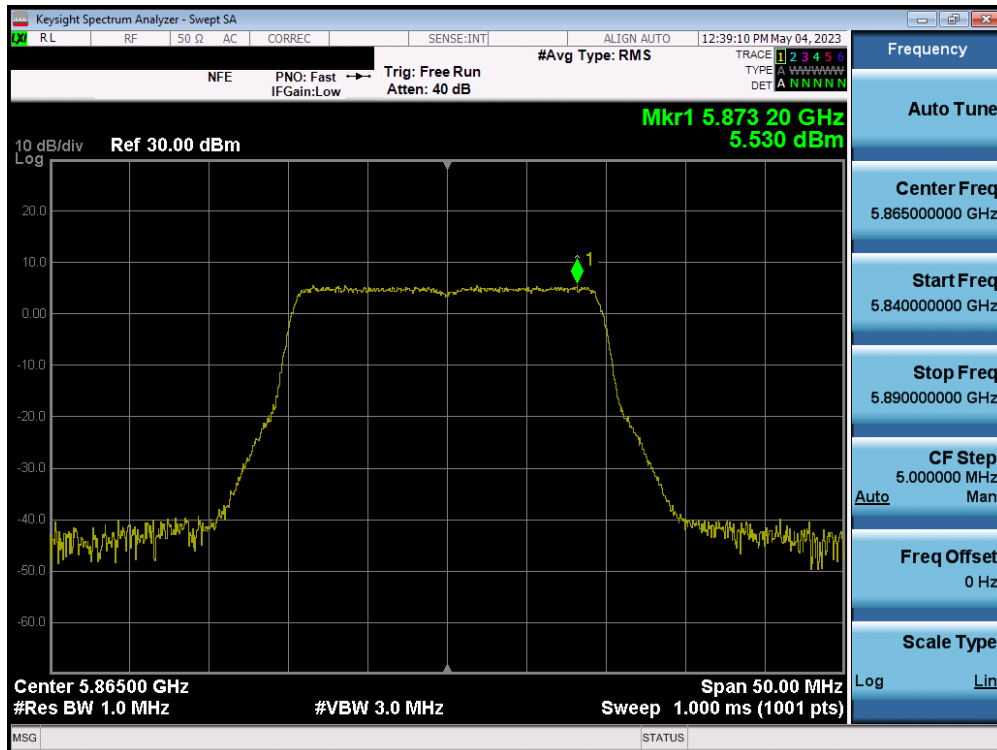 Keysight Spectrum Analyzer - Swept SA
LXI RL RF 50 Ω AC CORREC SENSE:INT ALIGN AUTO 12:39:10 PM May 04, 2023
Frequency
#Avg Type: RMS
TRACE 1 2 3 4 5 6
TYPE A WWWWWW
DET A N N N N N
NFE PNO: Fast Trig: Free Run
IFGain:Low Atten: 40 dB
Auto Tune
Mkr1 5.873 20 GHz
5.530 dBm
10 dB/div Ref 30.00 dBm
Log
20.0
10.0
0.00
-10.0
-20.0
-30.0
-40.0
-50.0
-60.0
1
Center Freq
5.865000000 GHz
Start Freq
5.840000000 GHz
Stop Freq
5.890000000 GHz
CF Step
5.000000 MHz
Auto Man
Freq Offset
0 Hz
Scale Type
Log Lin
Center 5.86500 GHz Span 50.00 MHz
#Res BW 1.0 MHz #VBW 3.0 MHz Sweep 1.000 ms (1001 pts)
MSG STATUS